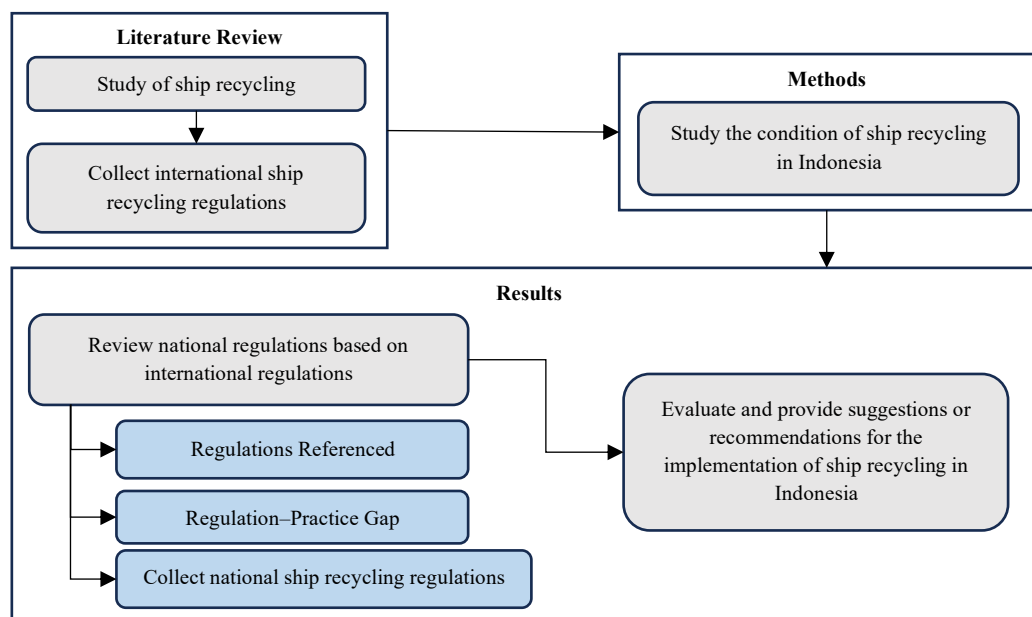 Literature Review
Study of ship recycling
Collect international ship
recycling regulations
Methods
Study the condition of ship recycling
in Indonesia
Results
Review national regulations based on
international regulations
Regulations Referenced
Regulation–Practice Gap
Collect national ship recycling regulations
Evaluate and provide suggestions or
recommendations for the
implementation of ship recycling in
Indonesia